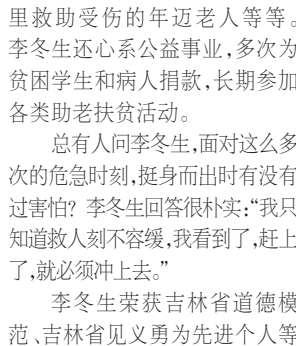 里救助受伤的年迈老人等等。
李冬生还心系公益事业,多次为
贫困学生和病人捐款,长期参加
各类助老扶贫活动。
总有人问李冬生,面对这么多
次的危急时刻,挺身而出时有没有
过害怕? 李冬生回答很朴实:“我只
知道救人刻不容缓,我看到了,赶上
了,就必须冲上去。”
李冬生荣获吉林省道德模
范、吉林省见义勇为先进个人等